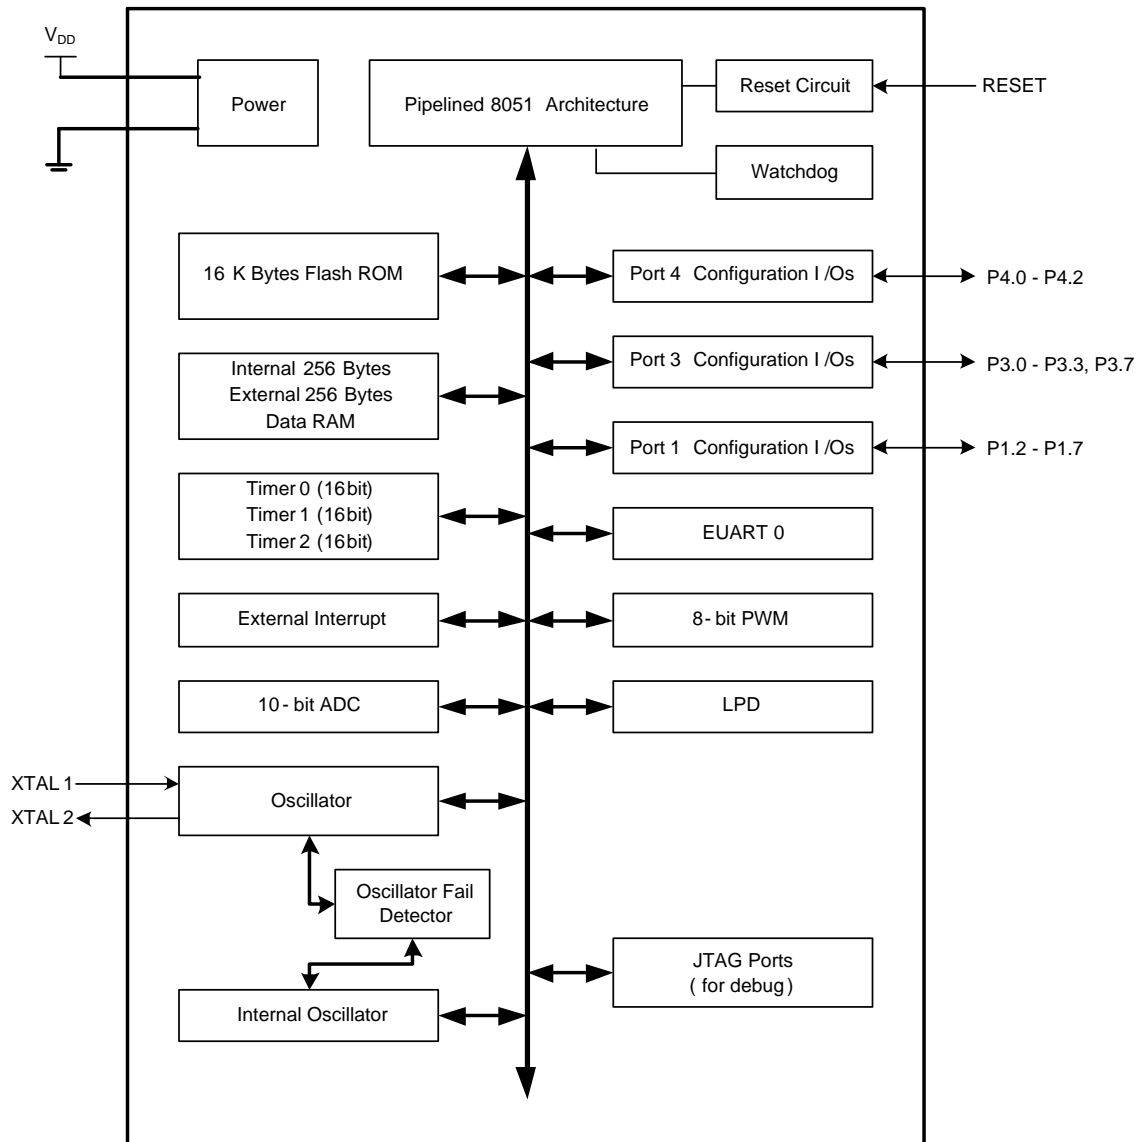 VDD
Power
Pipelined 8051 Architecture
Reset Circuit
RESET
Watchdog
16 K Bytes Flash ROM
Port 4 Configuration I /Os
P4.0 - P4.2
Internal 256 Bytes
External 256 Bytes
Data RAM
Port 3 Configuration I /Os
P3.0 - P3.3, P3.7
Port 1 Configuration I /Os
P1.2 - P1.7
Timer 0 (16bit)
Timer 1 (16bit)
Timer 2 (16bit)
EUART 0
External Interrupt
8- bit PWM
10- bit ADC
LPD
XTAL 1
XTAL 2
Oscillator
Oscillator Fail
Detector
JTAG Ports
( for debug)
Internal Oscillator